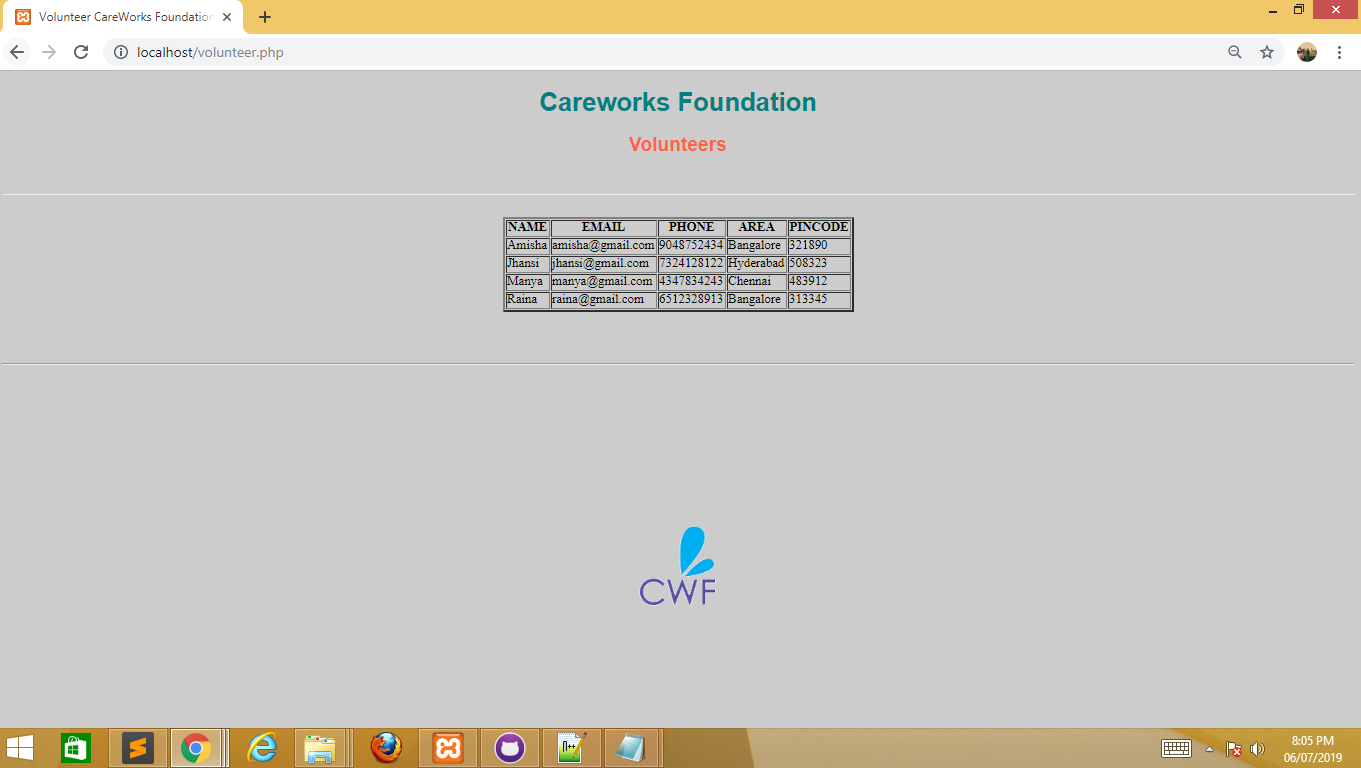 Volunteer CareWorks Foundation
localhost/volunteer.php
Careworks Foundation
Volunteers
NAME EMAIL PHONE AREA PINCODE
Amisha amisha@gmail.com 9048752434 Bangalore 321890
Jhansi jhansi@gmail.com 7324128122 Hyderabad 508323
Manya manya@gmail.com 4347834243 Chennai 483912
Raina raina@gmail.com 6512328913 Bangalore 313345
CWF
8:05 PM
06/07/2019